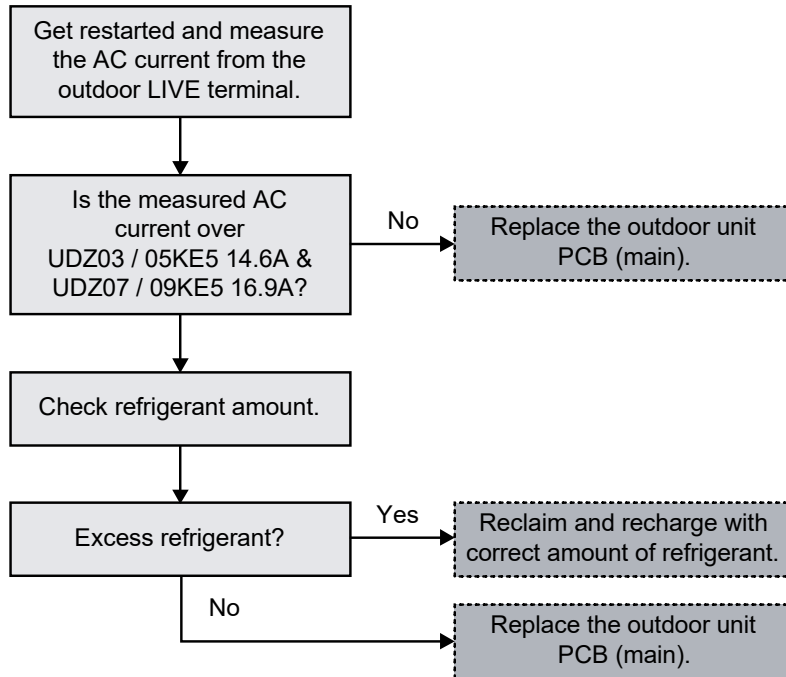 Get restarted and measure
the AC current from the
outdoor LIVE terminal.
Is the measured AC
current over
UDZ03 / 05KE5 14.6A &
UDZ07 / 09KE5 16.9A?
No
Replace the outdoor unit
PCB (main).
Check refrigerant amount.
Excess refrigerant?
Yes
Reclaim and recharge with
correct amount of refrigerant.
No
Replace the outdoor unit
PCB (main).